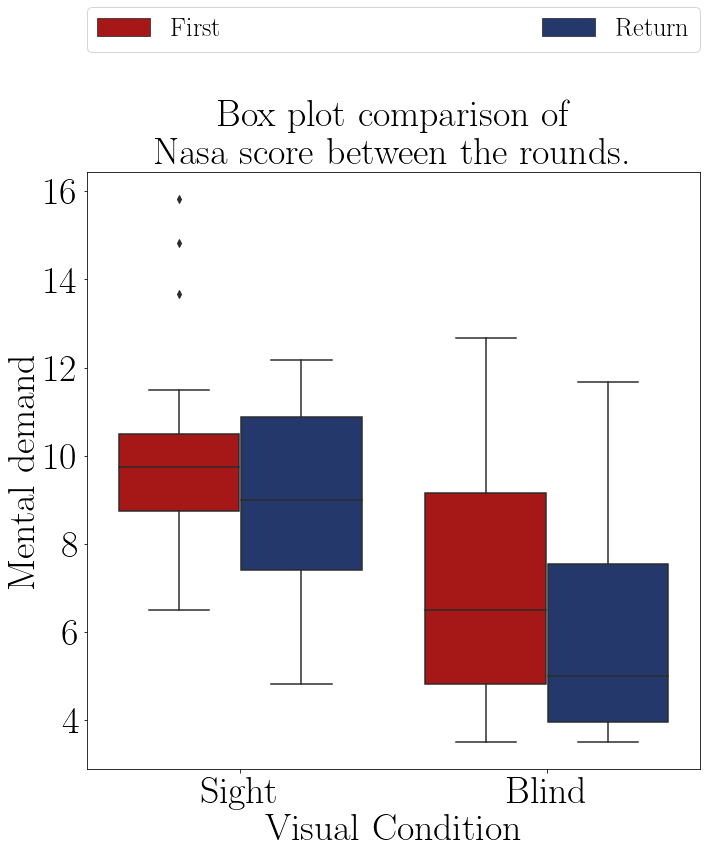 First Return
Box plot comparison of
Nasa score between the rounds.
16
14
12
10
8
6
4
Mental demand
Sight Blind
Visual Condition